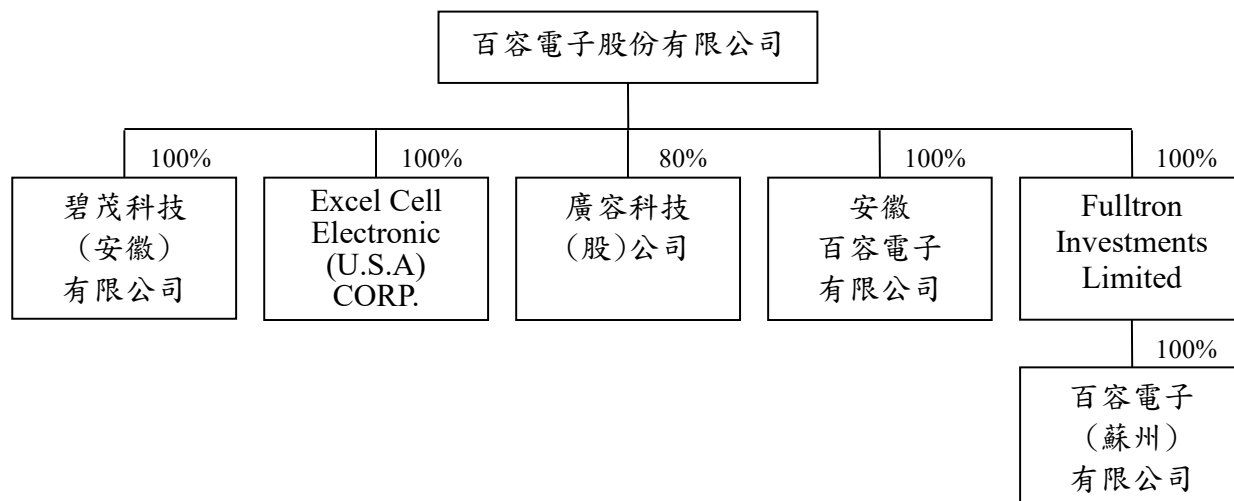 百容電子股份有限公司
100%
100%
80%
100%
100%
碧茂科技
（安徽）
有限公司
Excel Cell
Electronic
(U.S.A)
CORP.
廣容科技
(股)公司
安徽
百容電子
有限公司
Fulltron
Investments
Limited
100%
百容電子
（蘇州）
有限公司